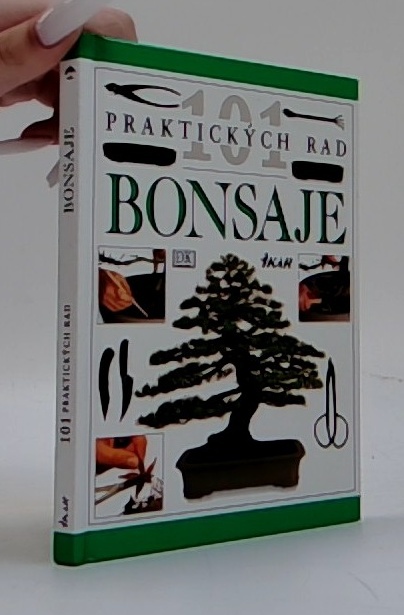 101
PRAKTICKÝCH RAD
BONSAJE
DK
IKAR
BONSAJE
101 PRAKTICKÝCH RAD
IKAR